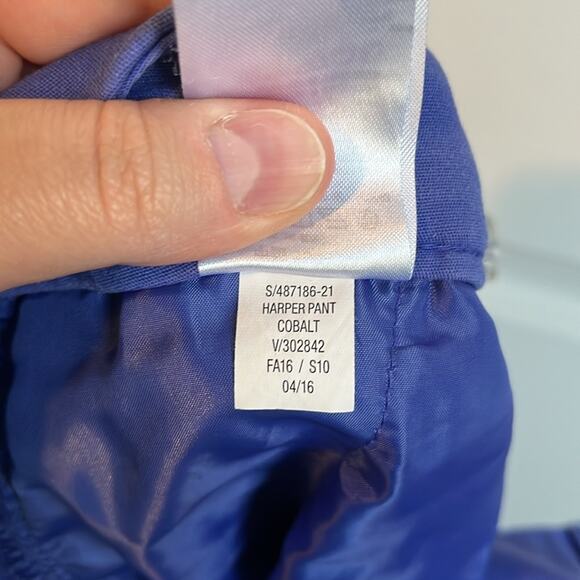 S/487186-21
HARPER PANT
COBALT
V/302842
FA16 / S10
04/16